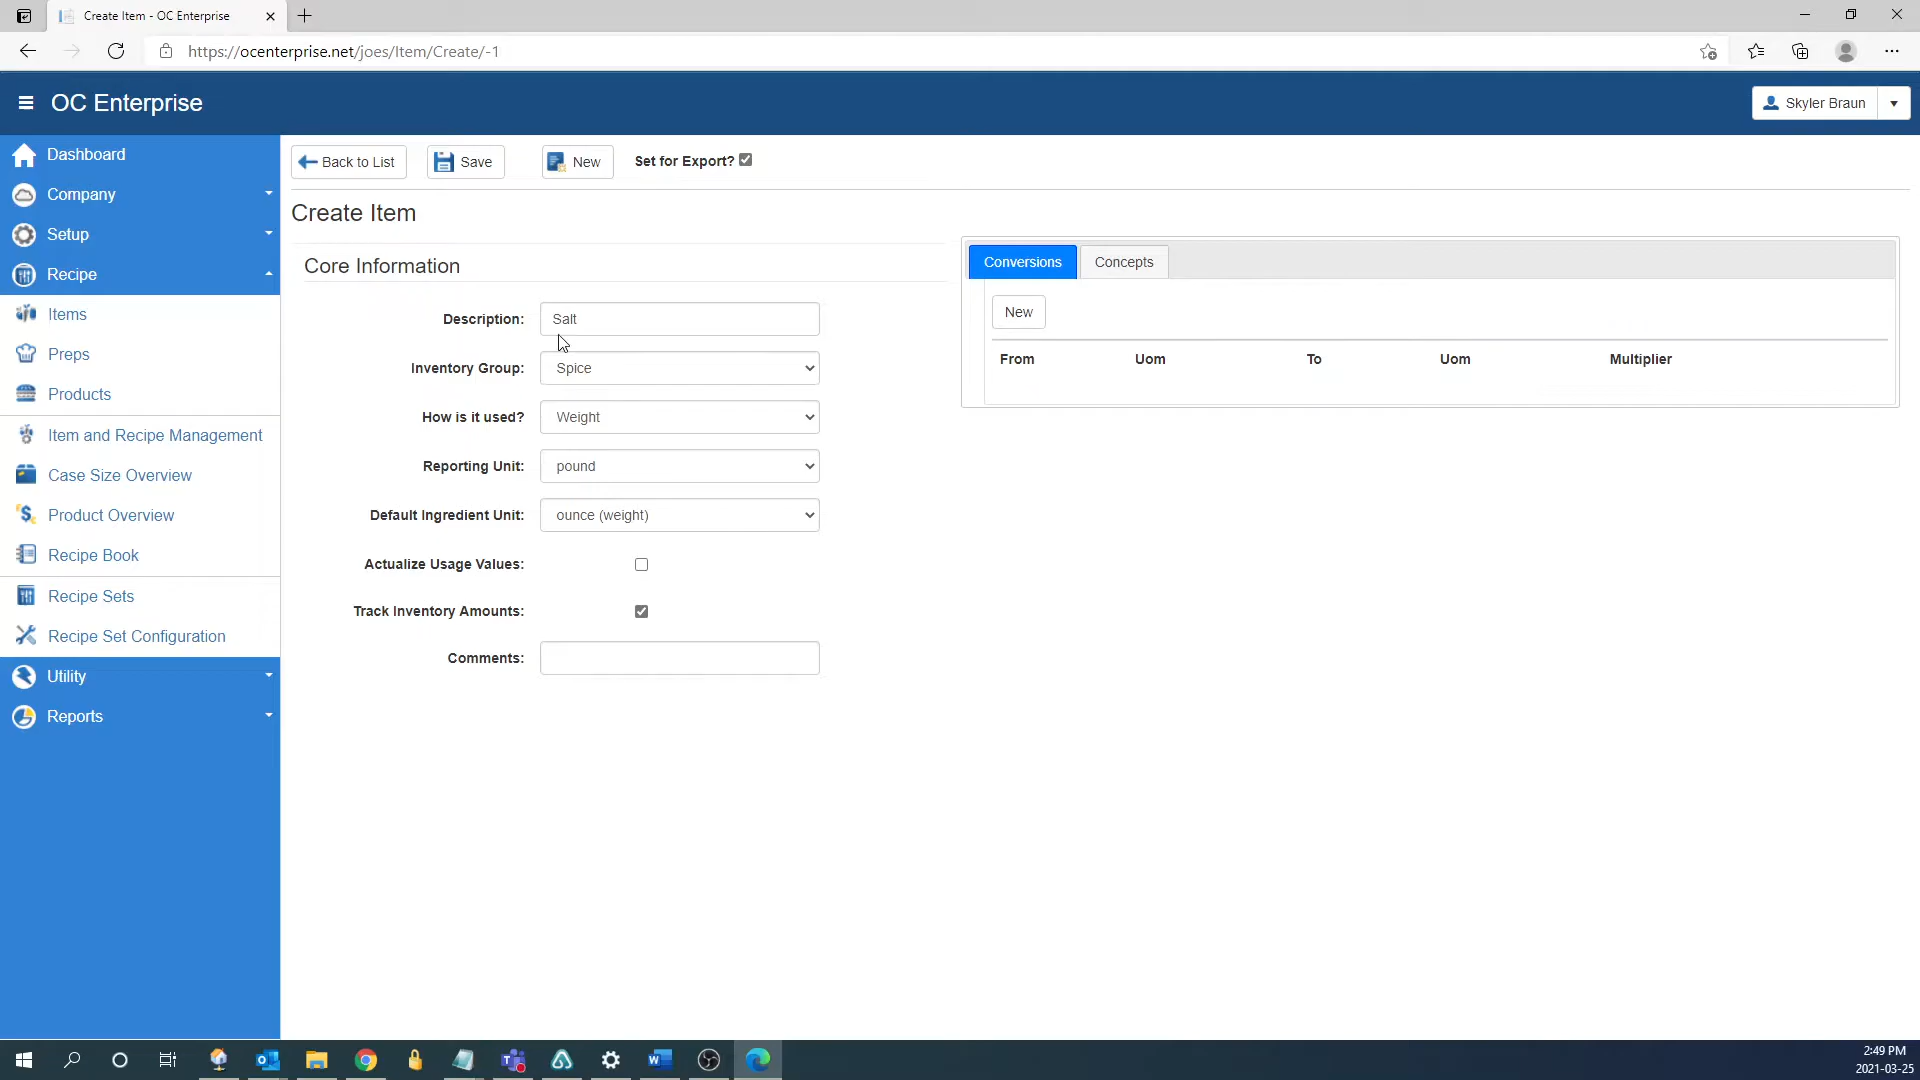 Create Item - OC Enterprise
https://ocenterprise.net/joes/Item/Create/-1
OC Enterprise
Skyler Braun
Dashboard
Company
Setup
Recipe
Items
Preps
Products
Item and Recipe Management
Case Size Overview
Product Overview
Recipe Book
Recipe Sets
Recipe Set Configuration
Utility
Reports
Back to List
Save
New
Set for Export?
Create Item
Core Information
Description: Salt
Inventory Group: Spice
How is it used? Weight
Reporting Unit: pound
Default Ingredient Unit: ounce (weight)
Actualize Usage Values:
Track Inventory Amounts:
Comments:
Conversions Concepts
New
From Uom To Uom Multiplier
2:49 PM
2021-03-25